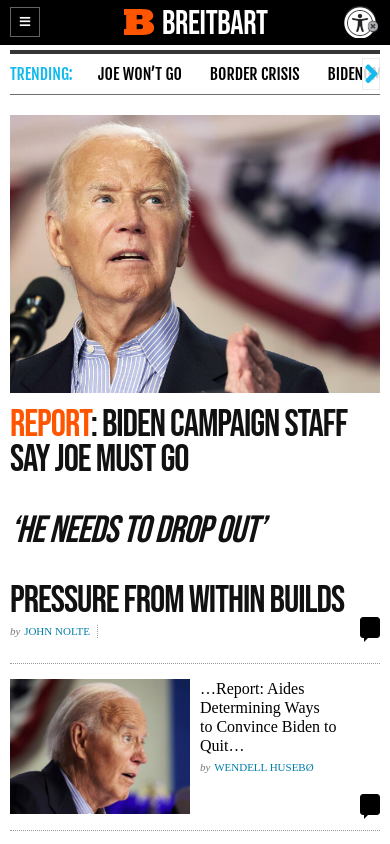 BREITBART
TRENDING: JOE WON'T GO BORDER CRISIS BIDEN
REPORT: BIDEN CAMPAIGN STAFF
SAY JOE MUST GO
‘HE NEEDS TO DROP OUT’
PRESSURE FROM WITHIN BUILDS
by JOHN NOLTE
…Report: Aides
Determining Ways
to Convince Biden to
Quit…
by WENDELL HUSEBØ